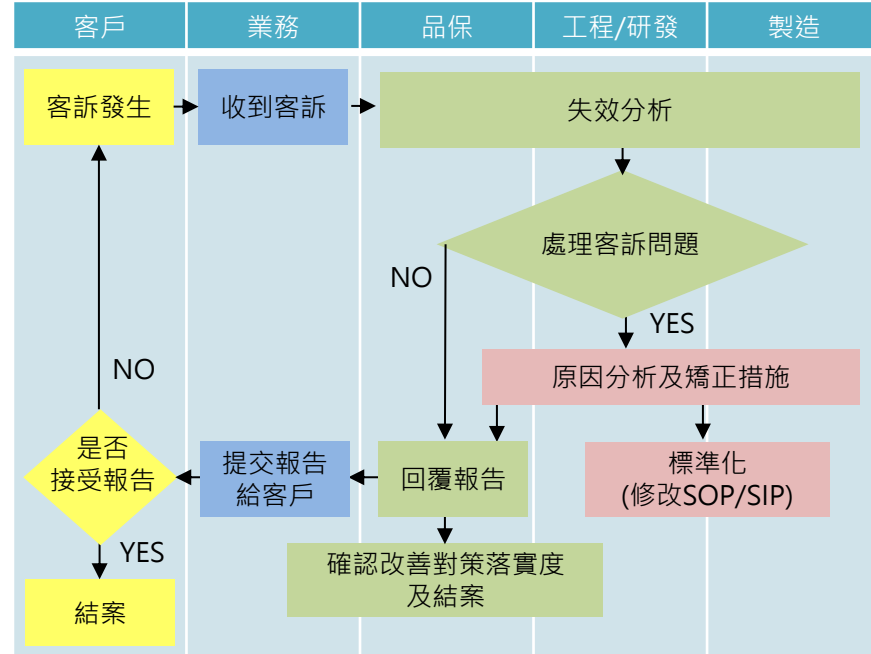 客戶
業務
品保
工程/研發
製造
客訴發生
收到客訴
失效分析
處理客訴問題
NO
YES
原因分析及矯正措施
NO
是否
接受報告
提交報告
給客戶
回覆報告
標準化
(修改SOP/SIP)
YES
確認改善對策落實度
及結案
結案